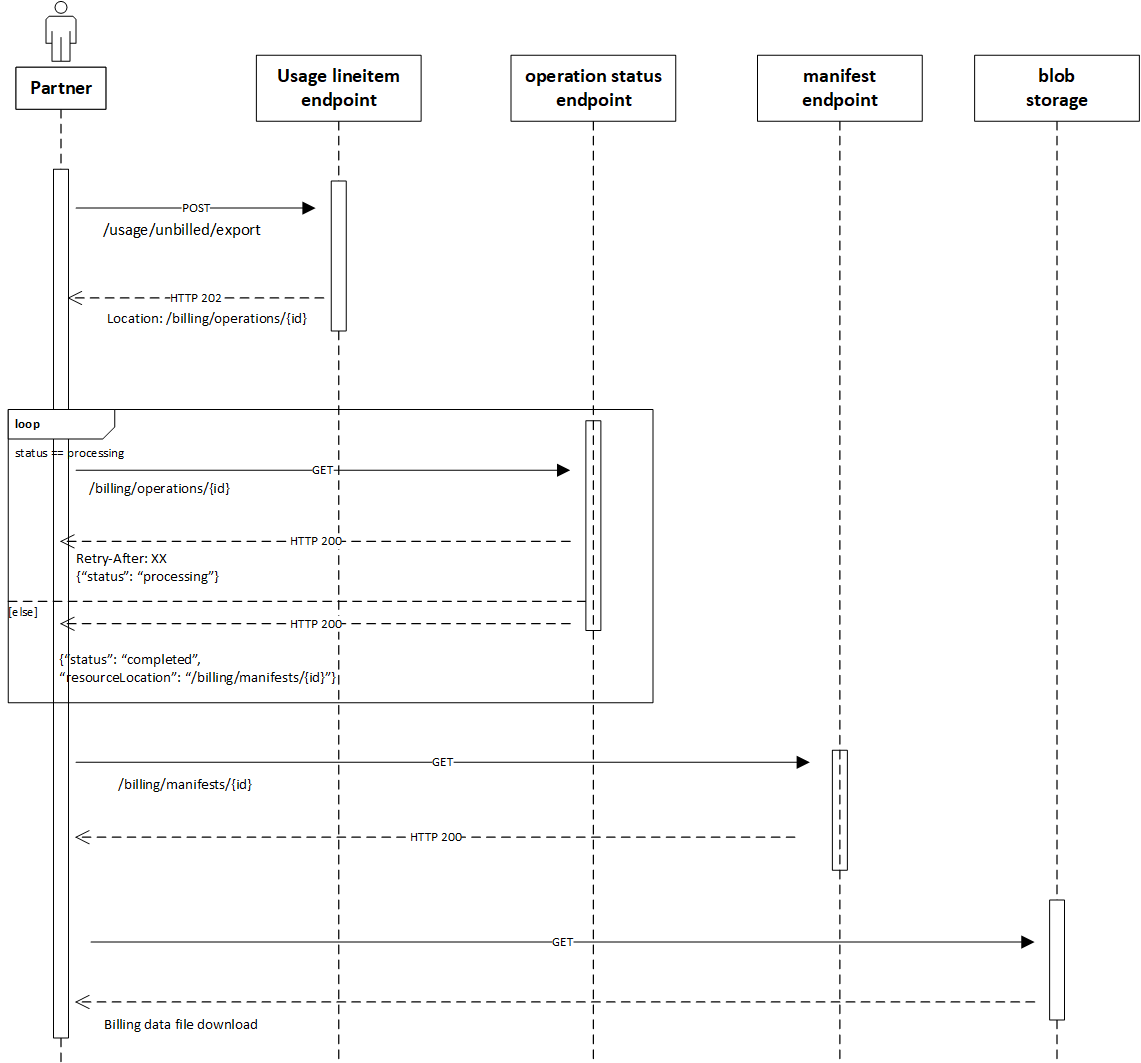 Partner
Usage lineitem
endpoint
operation status
endpoint
manifest
endpoint
blob
storage
POST
/usage/unbilled/export
HTTP 202
Location: /billing/operations/{id}
loop
status == processing
GET
/billing/operations/{id}
HTTP 200
Retry-After: XX
{“status”: “processing”}
[else]
HTTP 200
{“status”: “completed”,
“resourceLocation”: “/billing/manifests/{id}”}
GET
/billing/manifests/{id}
HTTP 200
GET
Billing data file download